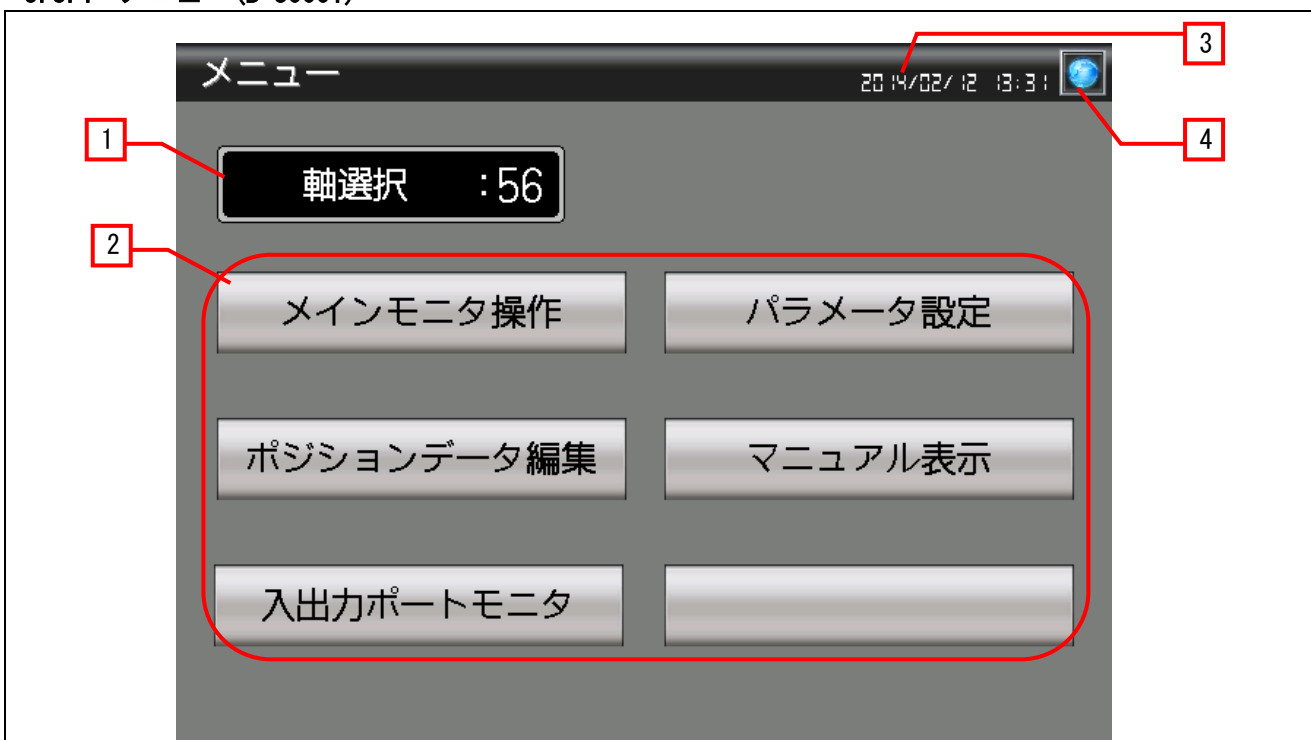 メニュー
2014/02/12 13:31
3
4
1
軸選択 :56
2
メインモニタ操作 パラメータ設定
ポジションデータ編集 マニュアル表示
入出力ポートモニタ